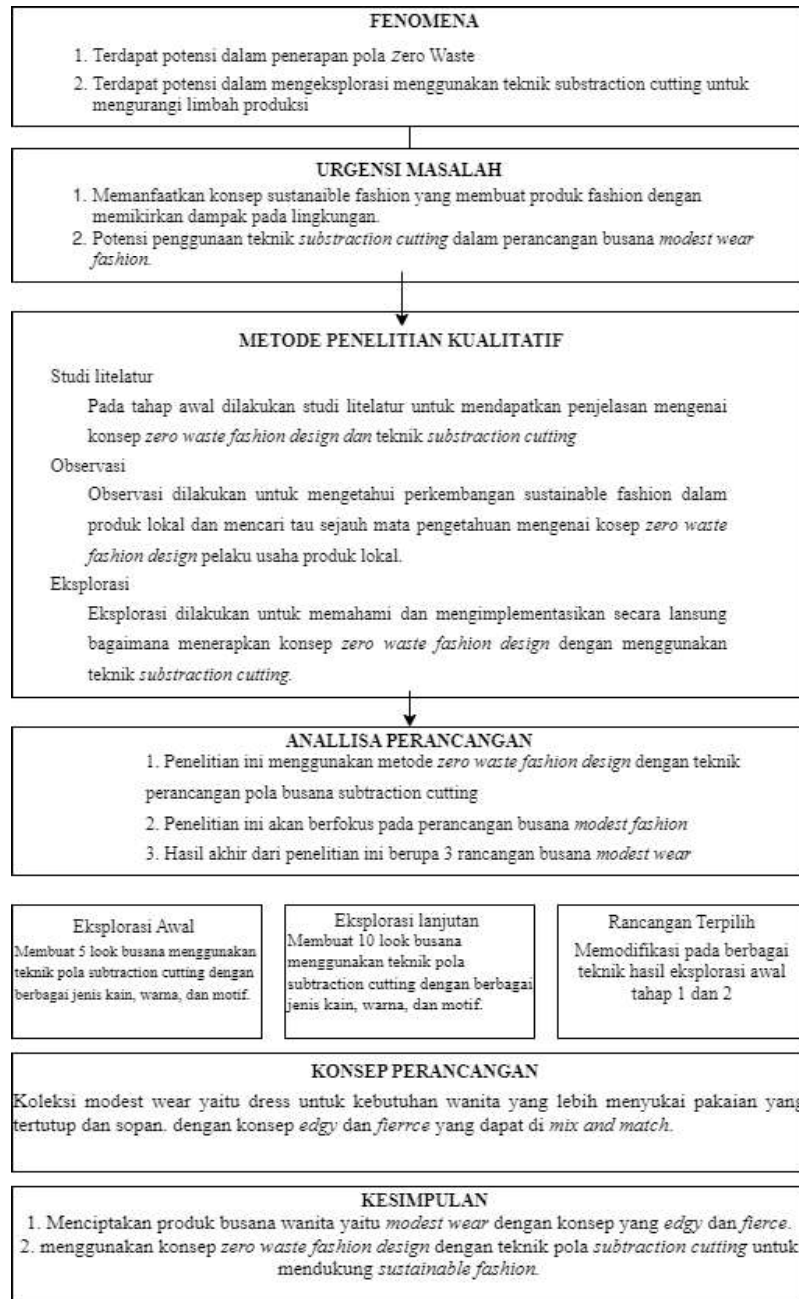 FENOMENA
1. Terdapat potensi dalam penerapan pola zero Waste
2. Terdapat potensi dalam mengeksplorasi menggunakan teknik substraction cutting untuk
mengurangi limbah produksi
URGENSI MASALAH
1. Memanfaatkan konsep sustanaible fashion yang membuat produk fashion dengan
memikirkan dampak pada lingkungan.
2. Potensi penggunaan teknik substraction cutting dalam perancangan busana modest wear
fashion.
METODE PENELITIAN KUALITATIF
Studi litelatur
Pada tahap awal dilakukan studi litelatur untuk mendapatkan penjelasan mengenai
konsep zero waste fashion design dan teknik substraction cutting
Observasi
Observasi dilakukan untuk mengetahui perkembangan sustainable fashion dalam
produk lokal dan mencari tau sejauh mata pengetahuan mengenai kosep zero waste
fashion design pelaku usaha produk lokal.
Eksplorasi
Eksplorasi dilakukan untuk memahami dan mengimplementasikan secara lansung
bagaimana menerapkan konsep zero waste fashion design dengan menggunakan
teknik substraction cutting.
ANALLISA PERANCANGAN
1. Penelitian ini menggunakan metode zero waste fashion design dengan teknik
perancangan pola busana subtraction cutting
2. Penelitian ini akan berfokus pada perancangan busana modest fashion
3. Hasil akhir dari penelitian ini berupa 3 rancangan busana modest wear
Eksplorasi Awal
Membuat 5 look busana menggunakan
teknik pola subtraction cutting dengan
berbagai jenis kain, warna, dan motif.
Eksplorasi lanjutan
Membuat 10 look busana
menggunakan teknik pola
subtraction cutting dengan berbagai
jenis kain, warna, dan motif.
Rancangan Terpilih
Memodifikasi pada berbagai
teknik hasil eksplorasi awal
tahap 1 dan 2
KONSEP PERANCANGAN
Koleksi modest wear yaitu dress untuk kebutuhan wanita yang lebih menyukai pakaian yang
tertutup dan sopan. dengan konsep edgy dan fierrce yang dapat di mix and match.
KESIMPULAN
1. Menciptakan produk busana wanita yaitu modest wear dengan konsep yang edgy dan fierce.
2. menggunakan konsep zero waste fashion design dengan teknik pola subtraction cutting untuk
mendukung sustainable fashion.